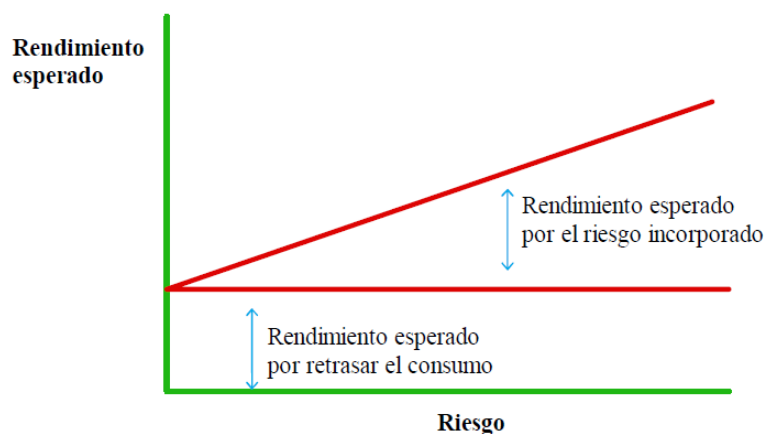 Rendimiento
esperado
Rendimiento esperado
por el riesgo incorporado
Rendimiento esperado
por retrasar el consumo
Riesgo